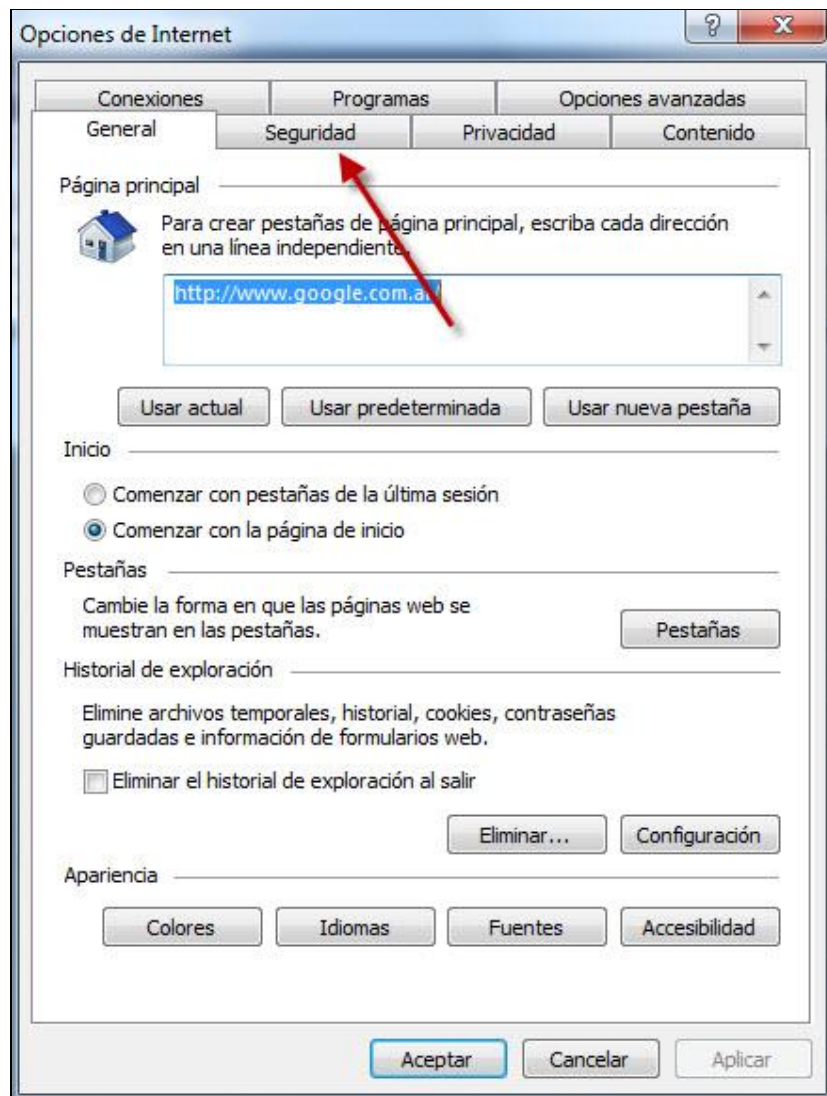 Opciones de Internet
Conexiones
Programas
Opciones avanzadas
General
Seguridad
Privacidad
Contenido
Página principal
Para crear pestañas de página principal, escriba cada dirección
en una línea independiente.
http://www.google.com.ar/
Usar actual
Usar predeterminada
Usar nueva pestaña
Inicio
Comenzar con pestañas de la última sesión
Comenzar con la página de inicio
Pestañas
Cambie la forma en que las páginas web se
muestran en las pestañas.
Pestañas
Historial de exploración
Elimine archivos temporales, historial, cookies, contraseñas
guardadas e información de formularios web.
Eliminar el historial de exploración al salir
Eliminar...
Configuración
Apariencia
Colores
Idiomas
Fuentes
Accesibilidad
Aceptar
Cancelar
Aplicar